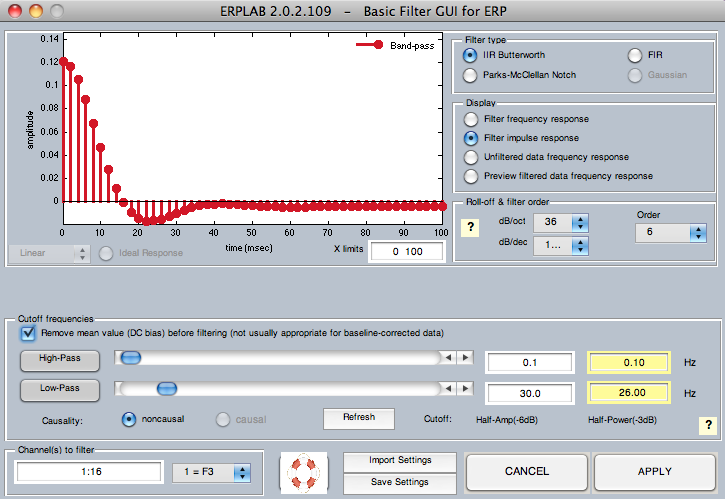 ERPLAB 2.0.2.109 - Basic Filter GUI for ERP
0.14
0.12
0.1
0.08
0.06
0.04
0.02
0
amplitude
Band-pass
0 10 20 30 40 50 60 70 80 90 100
time (msec)
Linear
Ideal Response
X limits
0 100
Filter type
IIR Butterworth
FIR
Parks-McClellan Notch
Gaussian
Display
Filter frequency response
Filter impulse response
Unfiltered data frequency response
Preview filtered data frequency response
Roll-off & filter order
?
dB/oct
36
dB/dec
1...
Order
6
Cutoff frequencies
Remove mean value (DC bias) before filtering (not usually appropriate for baseline-corrected data)
High-Pass
0.1
0.10
Hz
Low-Pass
30.0
26.00
Hz
Causality:
noncausal
causal
Refresh
Cutoff:
Half-Amp(-6dB)
Half-Power(-3dB)
?
Channel(s) to filter
1:16
1 = F3
Import Settings
Save Settings
CANCEL
APPLY